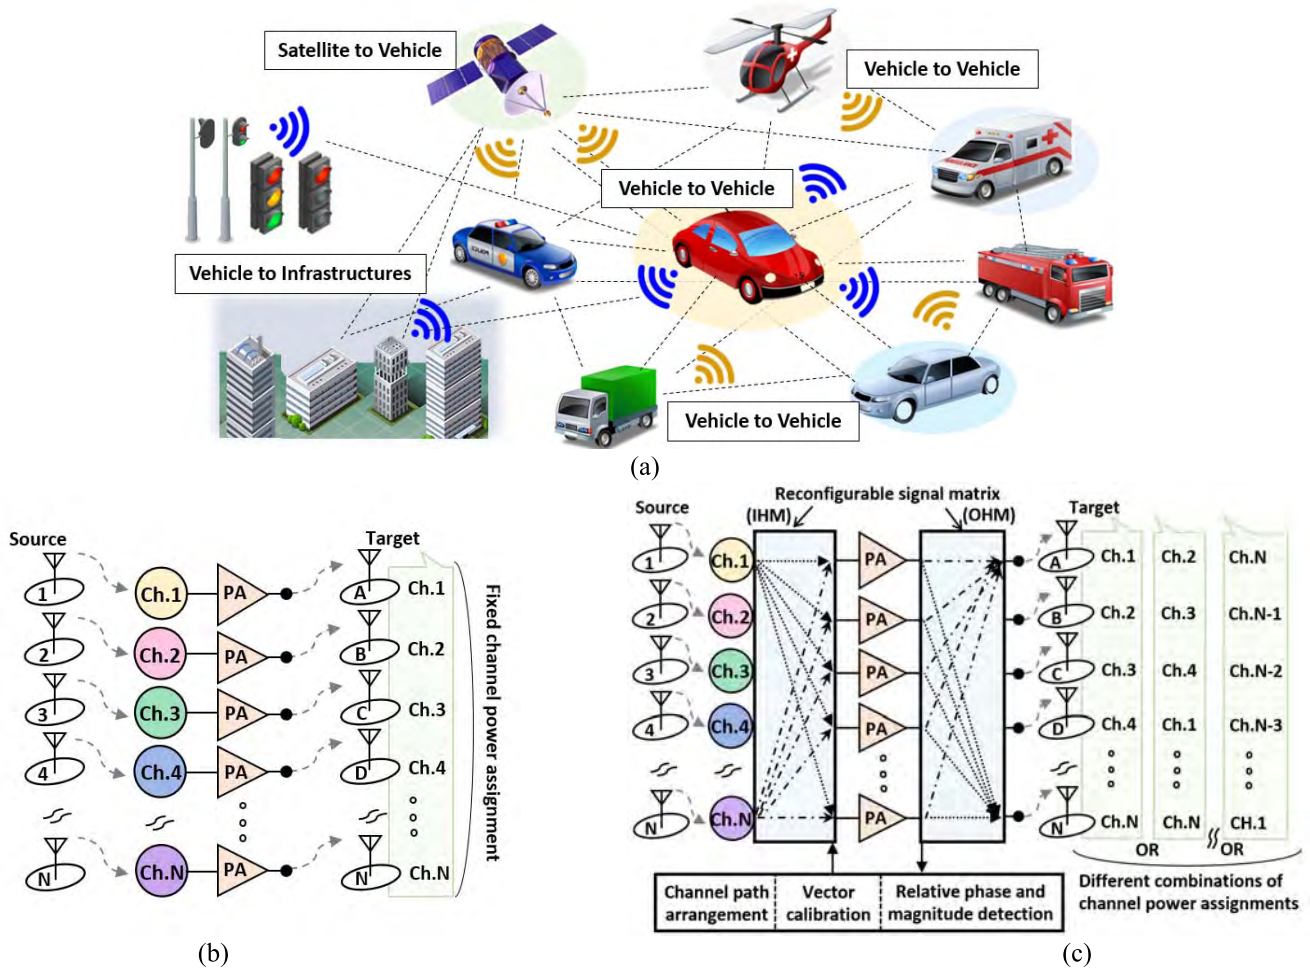 Satellite to Vehicle
Vehicle to Vehicle
Vehicle to Vehicle
Vehicle to Infrastructures
POLICE
AMBULANCE
Vehicle to Vehicle
(a)
Source
Target
1
Ch.1
PA
A
Ch.1
2
Ch.2
PA
B
Ch.2
3
Ch.3
PA
C
Ch.3
4
Ch.4
PA
D
Ch.4
N
Ch.N
PA
N
Ch.N
Fixed channel power assignment
(b)
Reconfigurable signal matrix
Source
(IHM)
(OHM)
Target
1
Ch.1
PA
A
Ch.1
Ch.2
Ch.N
2
Ch.2
PA
B
Ch.2
Ch.3
Ch.N-1
3
Ch.3
PA
C
Ch.3
Ch.4
Ch.N-2
4
Ch.4
PA
D
Ch.4
Ch.1
Ch.N-3
N
Ch.N
PA
N
Ch.N
Ch.N
CH.1
OR
OR
Channel path
arrangement
Vector
calibration
Relative phase and
magnitude detection
Different combinations of
channel power assignments
(c)